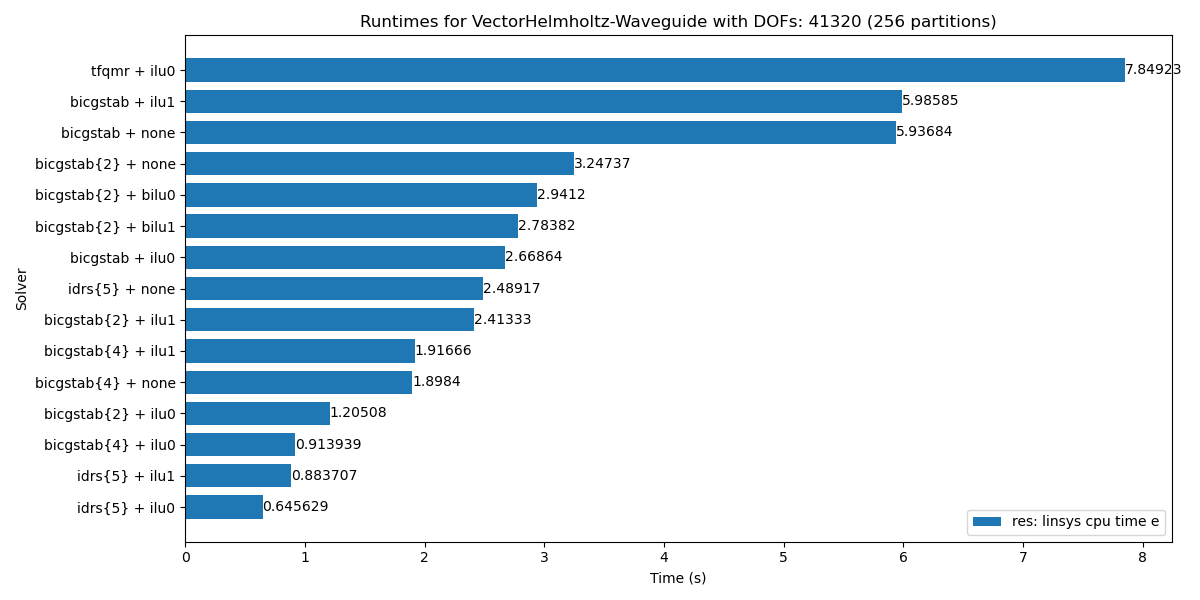 Runtimes for VectorHelmholtz-Waveguide with DOFs: 41320 (256 partitions)
tfqmr + ilu0 7.84923
bicgstab + ilu1 5.98585
bicgstab + none 5.93684
bicgstab{2} + none 3.24737
bicgstab{2} + bilu0 2.9412
bicgstab{2} + bilu1 2.78382
bicgstab + ilu0 2.66864
idrs{5} + none 2.48917
bicgstab{2} + ilu1 2.41333
bicgstab{4} + ilu1 1.91666
bicgstab{4} + none 1.8984
bicgstab{2} + ilu0 1.20508
bicgstab{4} + ilu0 0.913939
idrs{5} + ilu1 0.883707
idrs{5} + ilu0 0.645629
Solver
res: linsys cpu time e
0 1 2 3 4 5 6 7 8
Time (s)